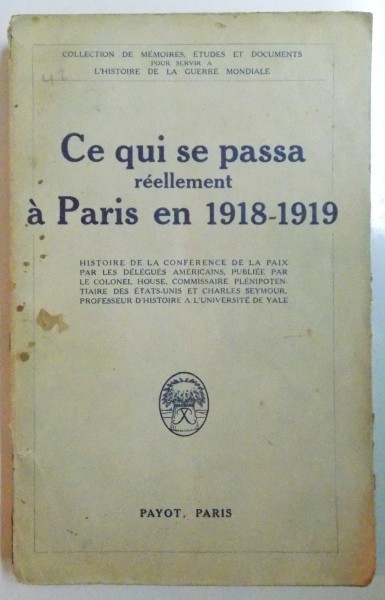 COLLECTION DE MÉMOIRES, ETUDES ET DOCUMENTS
POUR SERVIR A
L'HISTOIRE DE LA GUERRE MONDIALE
42
Ce qui se passa
réellement
à Paris en 1918-1919
HISTOIRE DE LA CONFÉRENCE DE LA PAIX
PAR LES DÉLÉGUÉS AMÉRICAINS, PUBLIÉE PAR
LE COLONEL HOUSE, COMMISSAIRE PLÉNIPOTEN-
TIAIRE DES ÉTATS-UNIS ET CHARLES SEYMOUR,
PROFESSEUR D'HISTOIRE A L'UNIVERSITÉ DE YALE
PAYOT, PARIS